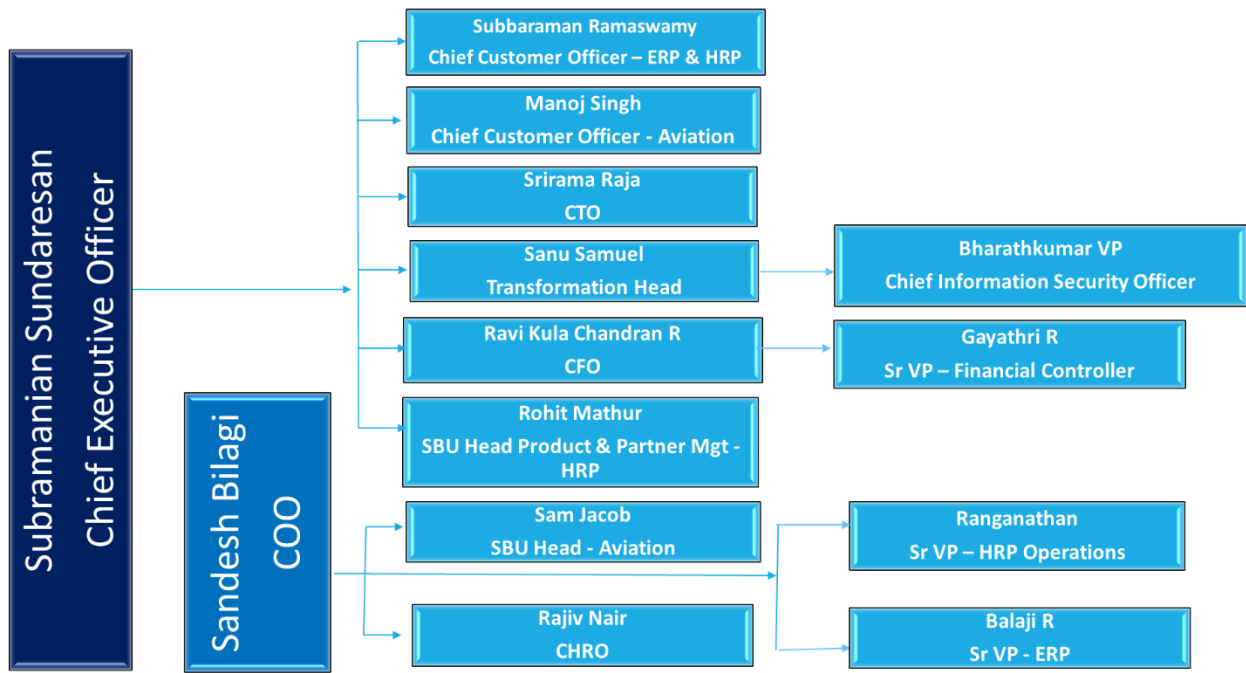 Subramanian Sundaresan
Chief Executive Officer
Sandesh Bilagi
COO
Subbaraman Ramaswamy
Chief Customer Officer – ERP & HRP
Manoj Singh
Chief Customer Officer - Aviation
Srirama Raja
CTO
Sanu Samuel
Transformation Head
Bharathkumar VP
Chief Information Security Officer
Ravi Kula Chandran R
CFO
Gayathri R
Sr VP – Financial Controller
Rohit Mathur
SBU Head Product & Partner Mgt -
HRP
Sam Jacob
SBU Head - Aviation
Ranganathan
Sr VP – HRP Operations
Rajiv Nair
CHRO
Balaji R
Sr VP - ERP